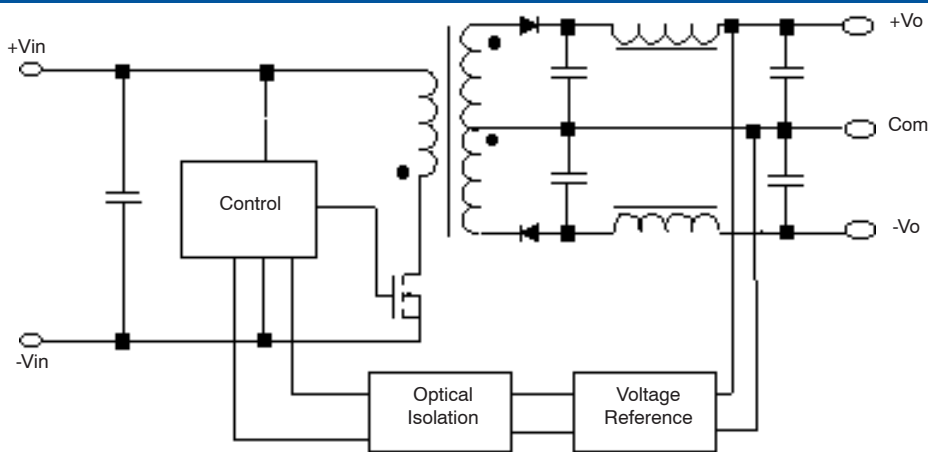 +Vo
+Vin
Com
Control
-Vo
-Vin
Optical
Isolation
Voltage
Reference